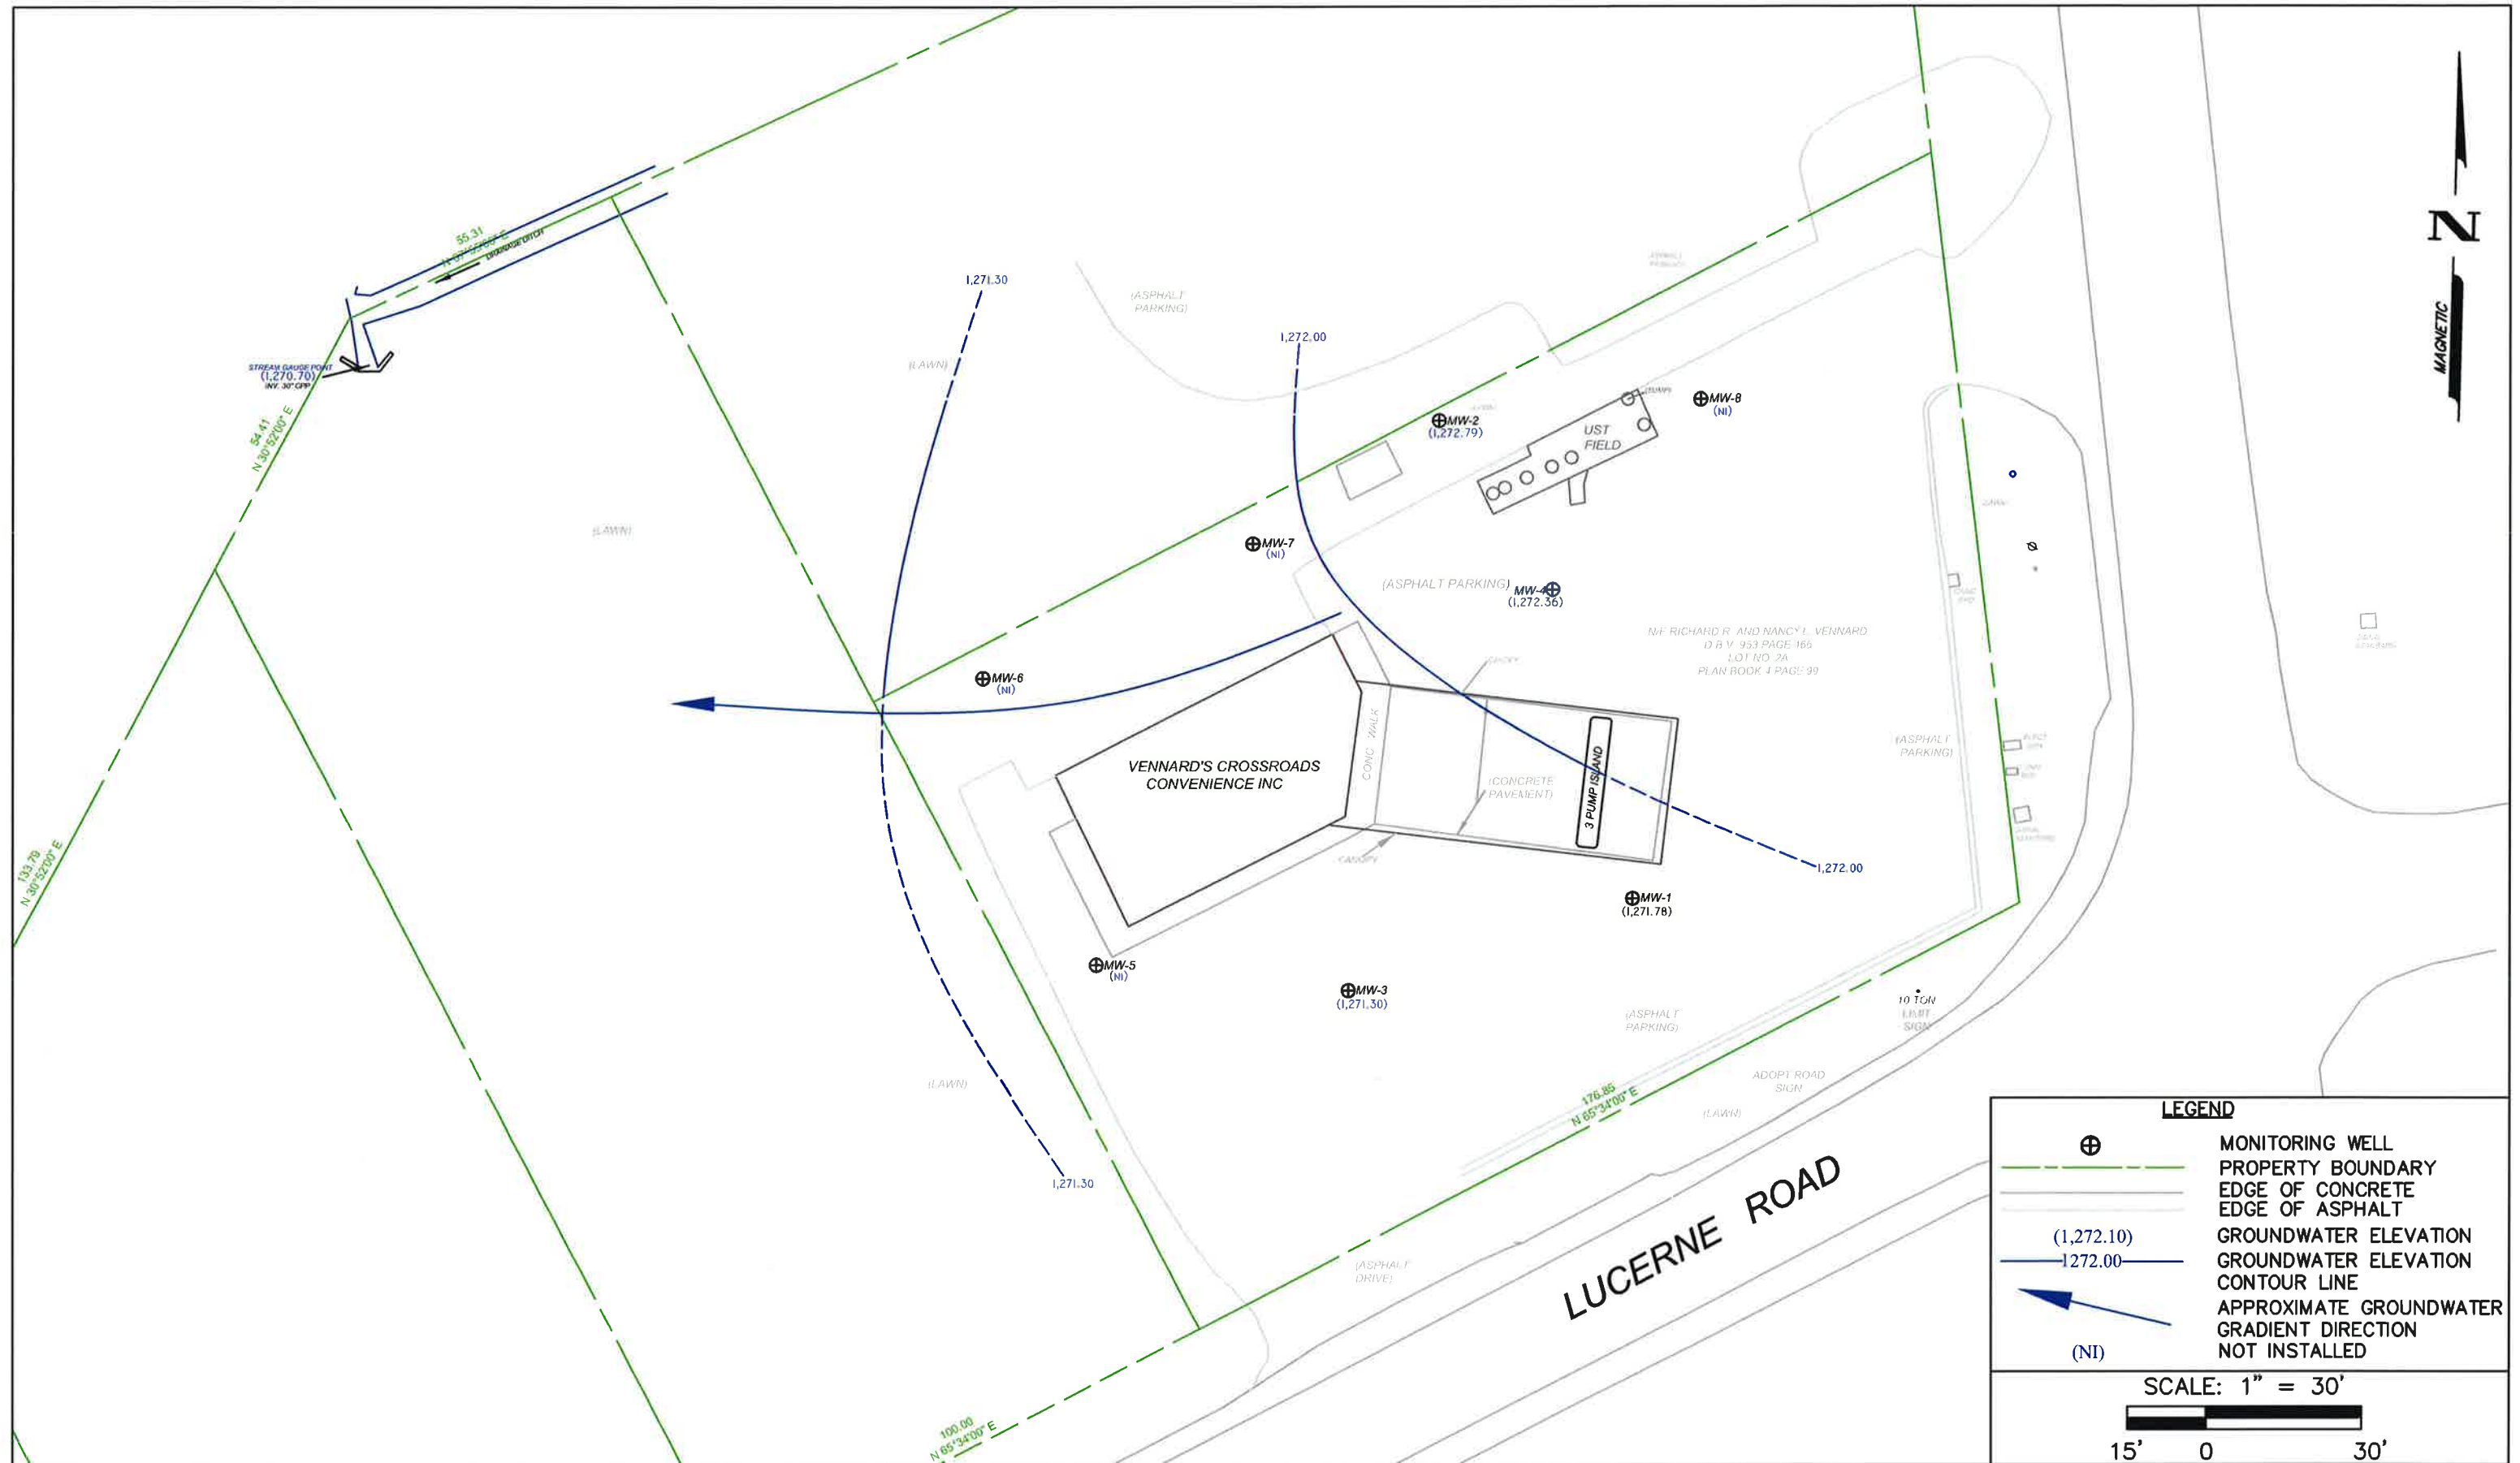 55.31
DRAINAGE DITCH
STREAM GAUGE POINT
(1,270.70)
INV. 30" CPP
54.41
N 30°52'00" E
133.79
N 30°52'00" E
(LAWN)
(LAWN)
1,271.30
(ASPHALT
PARKING)
1,272.00
ASPHALT
MW-2
(1,272.79)
UST
FIELD
MW-8
(NI)
MW-7
(NI)
(ASPHALT PARKING)
MW-4
(1,272.36)
N/F RICHARD R. AND NANCY L. VENNARD
D.B.V. 953 PAGE 466
LOT NO. 2A
PLAN BOOK 4 PAGE 99
MW-6
(NI)
CANOPY
CONC. WALK
VENNARD'S CROSSROADS
CONVENIENCE INC
(CONCRETE
PAVEMENT)
3 PUMP ISLAND
CANOPY
(ASPHALT
PARKING)
1,272.00
MW-1
(1,271.78)
MW-5
(NI)
MW-3
(1,271.30)
(LAWN)
1,271.30
(ASPHALT
PARKING)
10 TON
LIMIT
SIGN
ADOPT ROAD
SIGN
(LAWN)
176.85
N 65°34'00" E
(ASPHALT
DRIVE)
100.00
N 65°34'00" E
LUCERNE ROAD
N
MAGNETIC
LEGEND
MONITORING WELL
PROPERTY BOUNDARY
EDGE OF CONCRETE
EDGE OF ASPHALT
(1,272.10) GROUNDWATER ELEVATION
1272.00 GROUNDWATER ELEVATION
CONTOUR LINE
APPROXIMATE GROUNDWATER
GRADIENT DIRECTION
(NI) NOT INSTALLED
SCALE: 1" = 30'
15' 0 30'